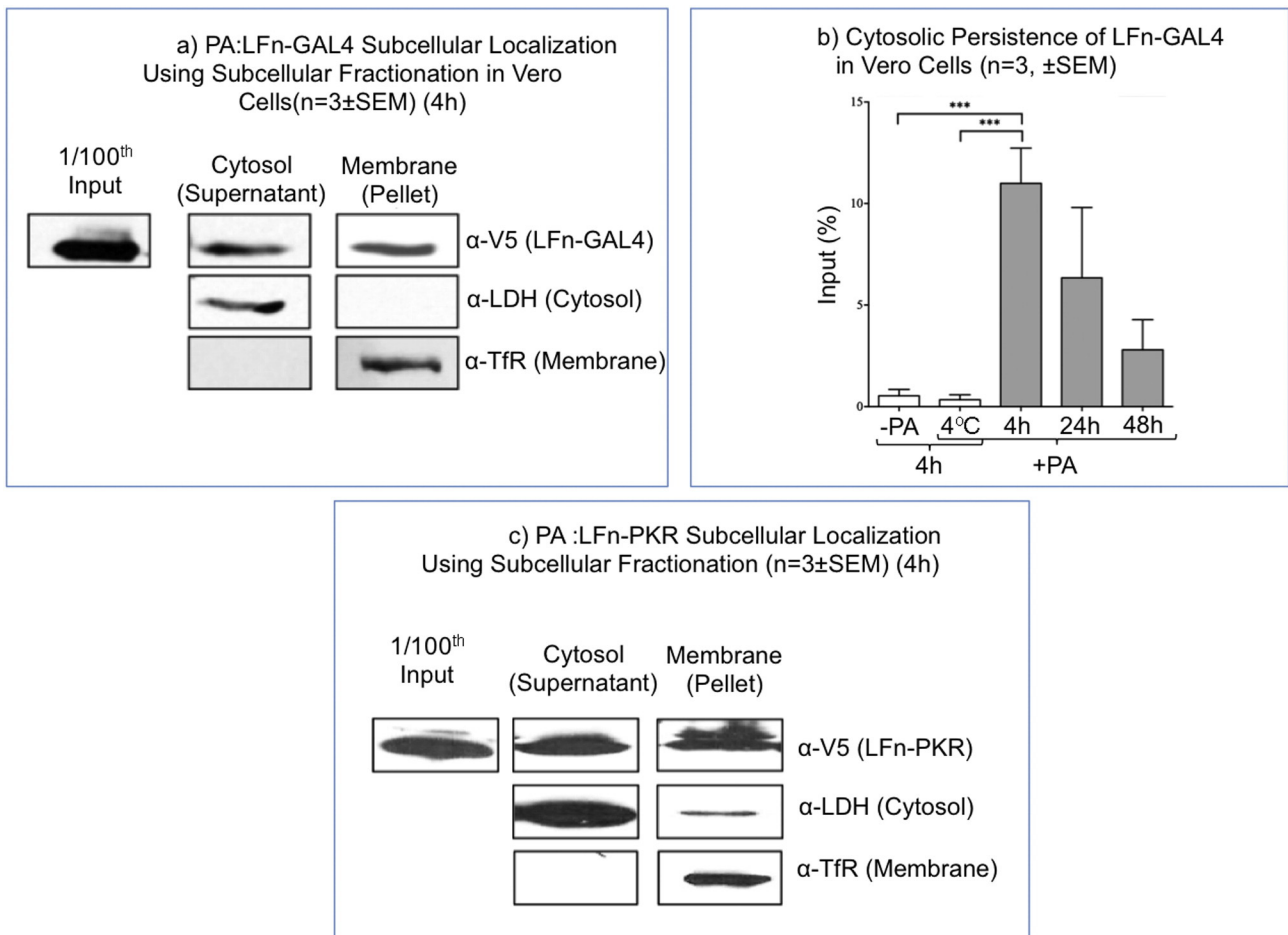 a) PA:LFn-GAL4 Subcellular Localization
Using Subcellular Fractionation in Vero
Cells(n=3±SEM) (4h)
1/100th
Input
Cytosol
(Supernatant)
Membrane
(Pellet)
α-V5 (LFn-GAL4)
α-LDH (Cytosol)
α-TfR (Membrane)
b) Cytosolic Persistence of LFn-GAL4
in Vero Cells (n=3, ±SEM)
Input (%)
15
10
5
0
***
***
-PA 4°C 4h 24h 48h
4h +PA
c) PA :LFn-PKR Subcellular Localization
Using Subcellular Fractionation (n=3±SEM) (4h)
1/100th
Input
Cytosol
(Supernatant)
Membrane
(Pellet)
α-V5 (LFn-PKR)
α-LDH (Cytosol)
α-TfR (Membrane)